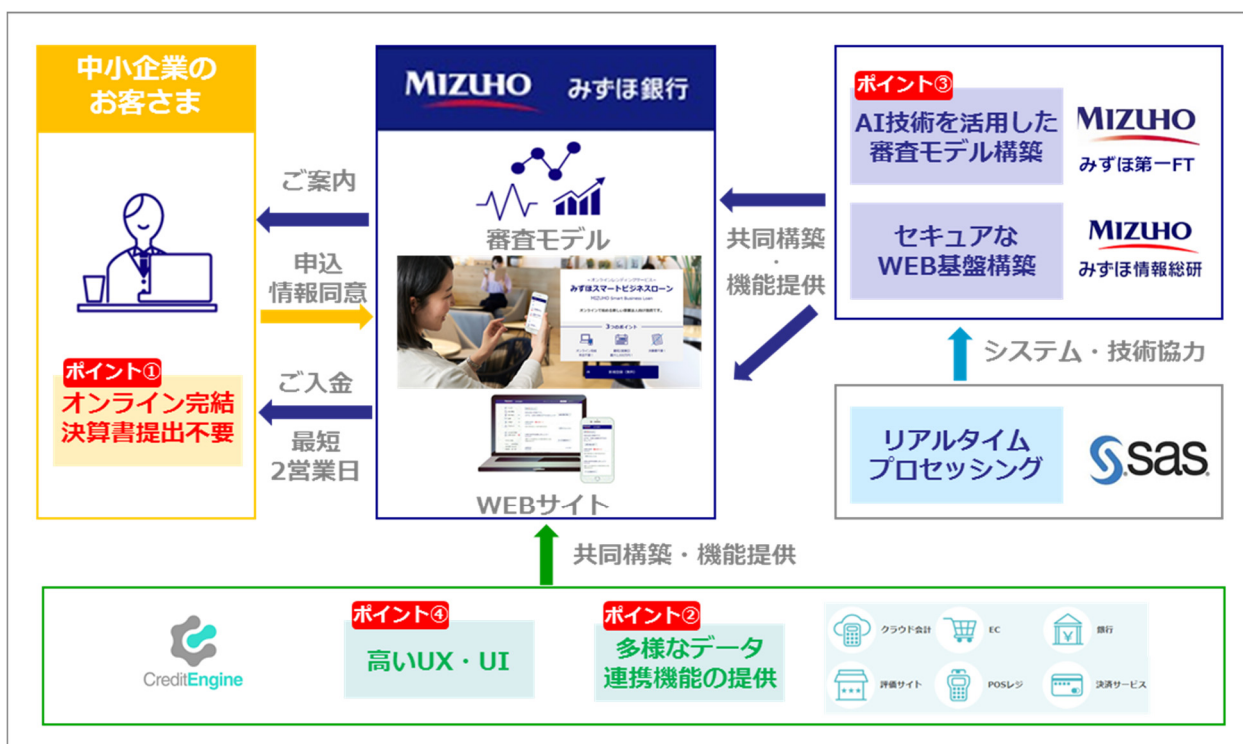 中小企業の
お客さま
ポイント①
オンライン完結
決算書提出不要
ご案内
申込
情報同意
ご入金
最短
2営業日
MIZUHO みずほ銀行
審査モデル
みずほスマートビジネスローン
MIZUHO Smart Business Loan
3つのポイント
WEBサイト
共同構築
・
機能提供
ポイント③
AI技術を活用した
審査モデル構築
MIZUHO
みずほ第一FT
セキュアな
WEB基盤構築
MIZUHO
みずほ情報総研
システム・技術協力
リアルタイム
プロセッシング
sas
共同構築・機能提供
CreditEngine
ポイント④
高いUX・UI
ポイント②
多様なデータ
連携機能の提供
クラウド会計
EC
銀行
評価サイト
POSレジ
決済サービス